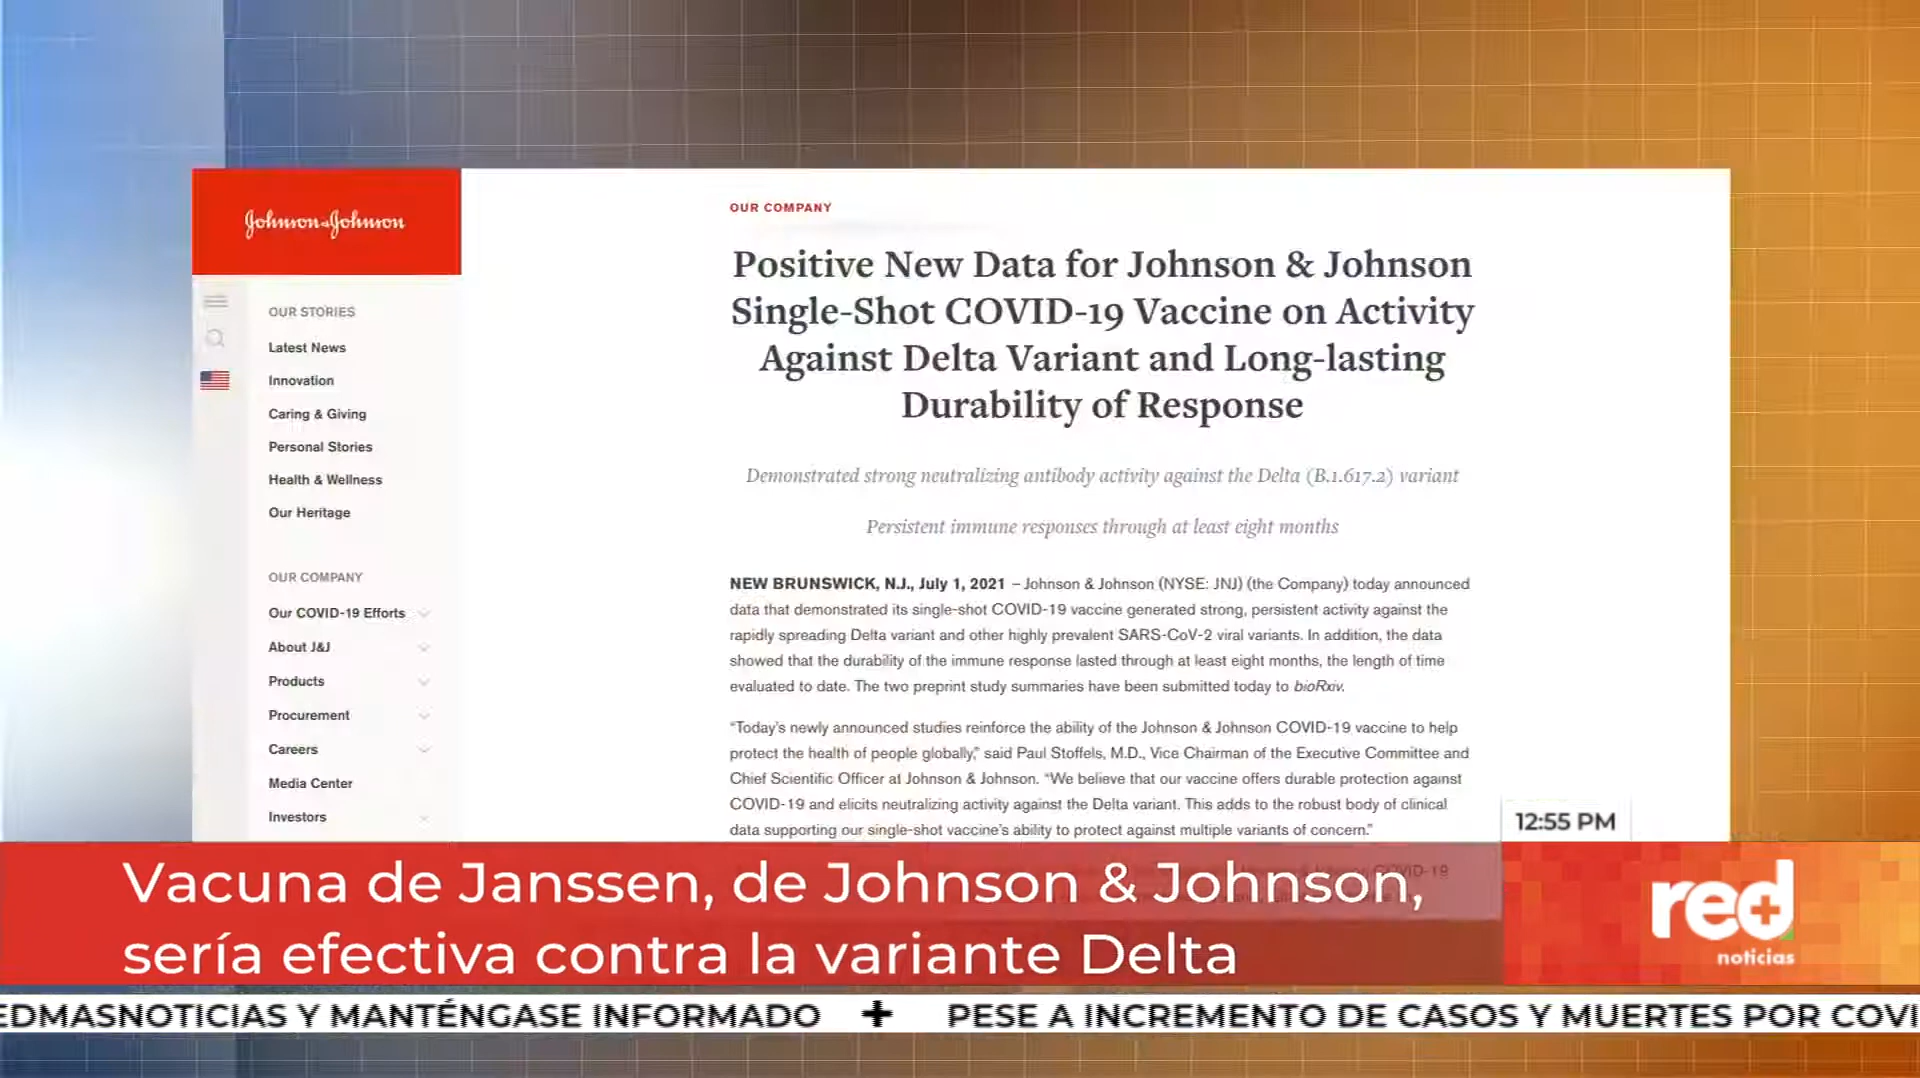 Johnson&Johnson
OUR STORIES
Latest News
Innovation
Caring & Giving
Personal Stories
Health & Wellness
Our Heritage
OUR COMPANY
Our COVID-19 Efforts
About J&J
Products
Procurement
Careers
Media Center
Investors
OUR COMPANY
Positive New Data for Johnson & Johnson
Single-Shot COVID-19 Vaccine on Activity
Against Delta Variant and Long-lasting
Durability of Response
Demonstrated strong neutralizing antibody activity against the Delta (B.1.617.2) variant
Persistent immune responses through at least eight months
NEW BRUNSWICK, N.J., July 1, 2021 – Johnson & Johnson (NYSE: JNJ) (the Company) today announced
data that demonstrated its single-shot COVID-19 vaccine generated strong, persistent activity against the
rapidly spreading Delta variant and other highly prevalent SARS-CoV-2 viral variants. In addition, the data
showed that the durability of the immune response lasted through at least eight months, the length of time
evaluated to date. The two preprint study summaries have been submitted today to bioRxiv.
“Today’s newly announced studies reinforce the ability of the Johnson & Johnson COVID-19 vaccine to help
protect the health of people globally,” said Paul Stoffels, M.D., Vice Chairman of the Executive Committee and
Chief Scientific Officer at Johnson & Johnson. “We believe that our vaccine offers durable protection against
COVID-19 and elicits neutralizing activity against the Delta variant. This adds to the robust body of clinical
data supporting our single-shot vaccine’s ability to protect against multiple variants of concern.”
12:55 PM
Vacuna de Janssen, de Johnson & Johnson,
sería efectiva contra la variante Delta
red+
noticias
EDMASNOTICIAS Y MANTÉNGASE INFORMADO + PESE A INCREMENTO DE CASOS Y MUERTES POR COVI